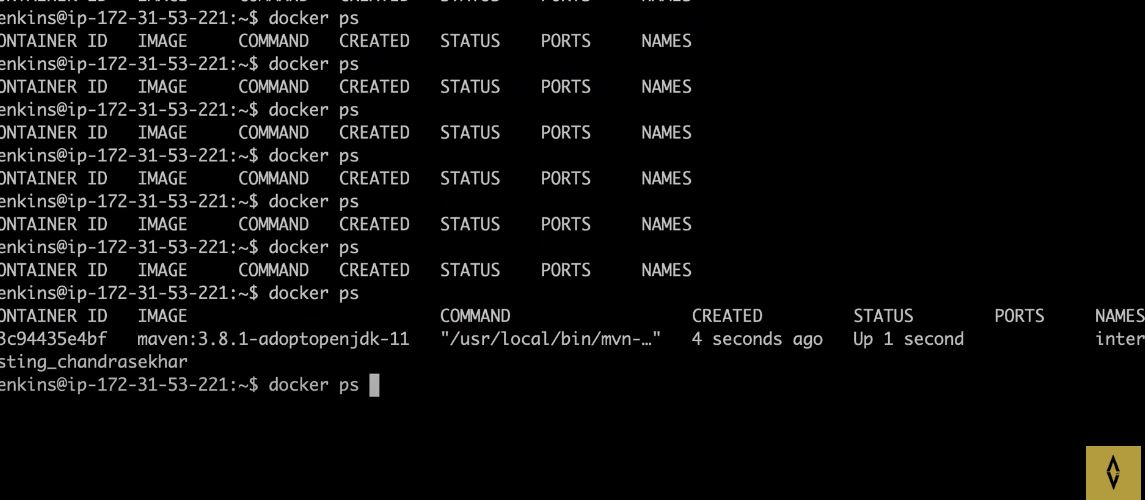 enkins@ip-172-31-53-221:~$ docker ps
ONTAINER ID IMAGE COMMAND CREATED STATUS PORTS NAMES
enkins@ip-172-31-53-221:~$ docker ps
ONTAINER ID IMAGE COMMAND CREATED STATUS PORTS NAMES
enkins@ip-172-31-53-221:~$ docker ps
ONTAINER ID IMAGE COMMAND CREATED STATUS PORTS NAMES
enkins@ip-172-31-53-221:~$ docker ps
ONTAINER ID IMAGE COMMAND CREATED STATUS PORTS NAMES
enkins@ip-172-31-53-221:~$ docker ps
ONTAINER ID IMAGE COMMAND CREATED STATUS PORTS NAMES
enkins@ip-172-31-53-221:~$ docker ps
ONTAINER ID IMAGE COMMAND CREATED STATUS PORTS NAMES
enkins@ip-172-31-53-221:~$ docker ps
ONTAINER ID IMAGE COMMAND CREATED STATUS PORTS NAMES
3c94435e4bf maven:3.8.1-adoptopenjdk-11 "/usr/local/bin/mvn-…" 4 seconds ago Up 1 second inter
sting_chandrasekhar
enkins@ip-172-31-53-221:~$ docker ps